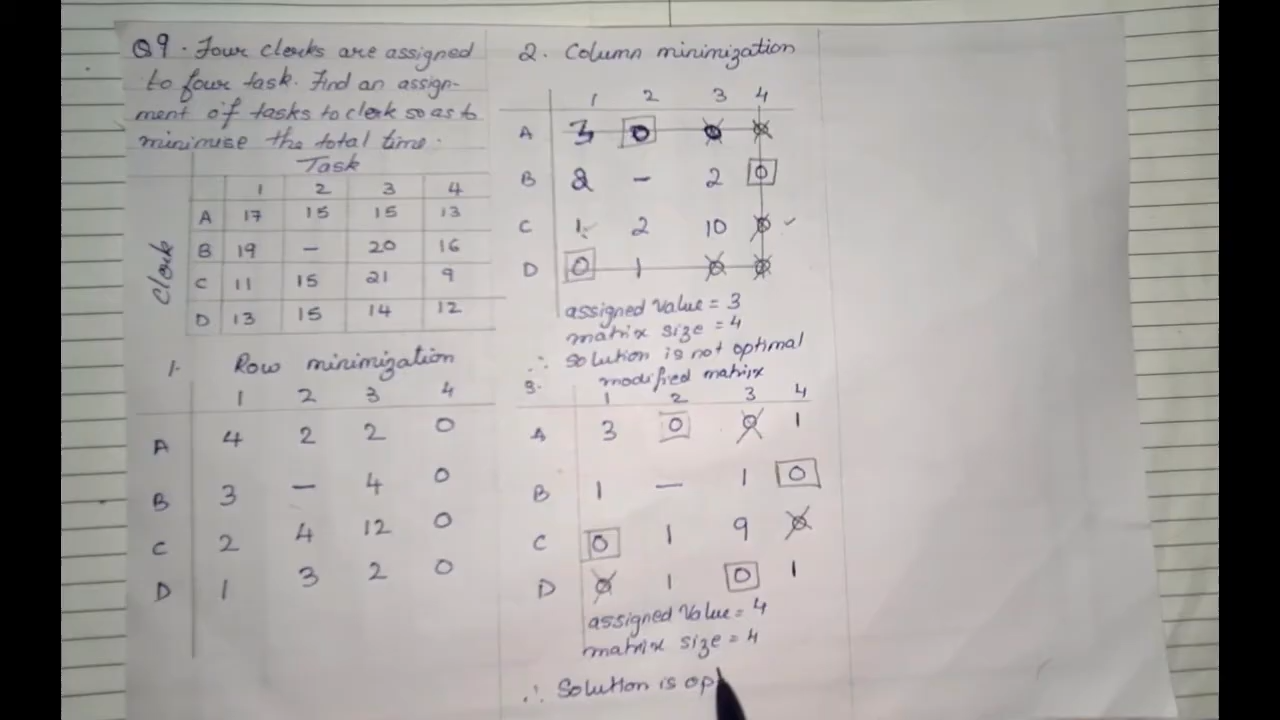 Q9. Four clerks are assigned
to four task. Find an assign-
ment of tasks to clerk so as to
minimise the total time.
Task
1 2 3 4
A 17 15 15 13
B 19 - 20 16
C 11 15 21 9
D 13 15 14 12
Clerk
1. Row minimization
1 2 3 4
A 4 2 2 0
B 3 - 4 0
C 2 4 12 0
D 1 3 2 0
2. Column minimization
1 2 3 4
A 3 0 0 0
B 2 - 2 0
C 1 2 10 0 ✓
D 0 1 0 0
assigned value = 3
matrix size = 4
∴ Solution is not optimal
3. modified matrix
1 2 3 4
A 3 0 0 1
B 1 - 1 0
C 0 1 9 0
D 0 1 0 1
assigned value = 4
matrix size = 4
∴ Solution is op